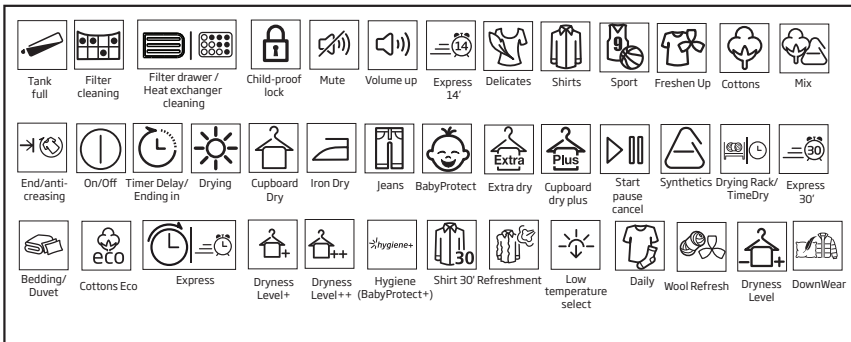 14 9
Tank full
Filter cleaning
Filter drawer / Heat exchanger cleaning
Child-proof lock
Mute
Volume up
Express 14'
Delicates
Shirts
Sport
Freshen Up
Cottons
Mix
Extra Plus 30
End/anti-creasing
On/Off
Timer Delay/ Ending in
Drying
Cupboard Dry
Iron Dry
Jeans
BabyProtect
Extra dry
Cupboard dry plus
Start pause cancel
Synthetics
Drying Rack/ TimeDry
Express 30'
eco + ++ hygiene+ 30 - +
Bedding/ Duvet
Cottons Eco
Express
Dryness Level+
Dryness Level++
Hygiene (BabyProtect+)
Shirt 30'
Refreshment
Low temperature select
Daily
Wool Refresh
Dryness Level
DownWear